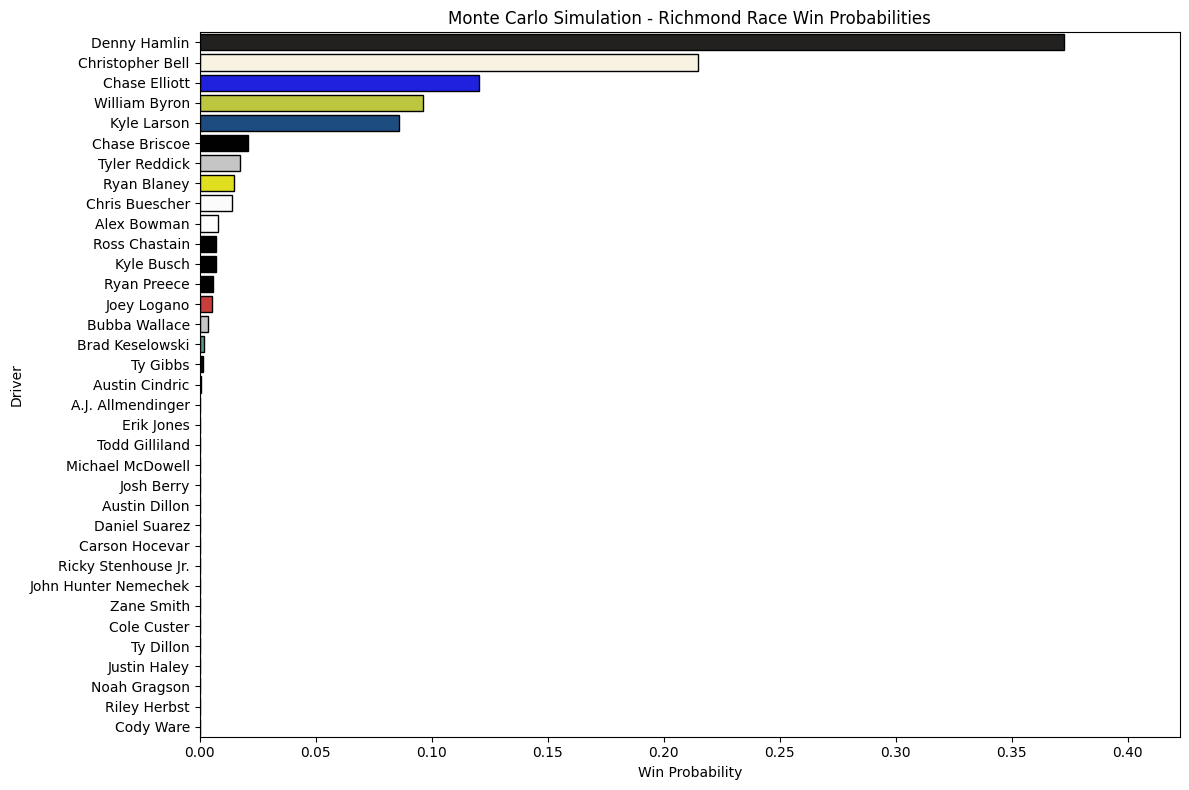 Monte Carlo Simulation - Richmond Race Win Probabilities
Driver
Denny Hamlin
Christopher Bell
Chase Elliott
William Byron
Kyle Larson
Chase Briscoe
Tyler Reddick
Ryan Blaney
Chris Buescher
Alex Bowman
Ross Chastain
Kyle Busch
Ryan Preece
Joey Logano
Bubba Wallace
Brad Keselowski
Ty Gibbs
Austin Cindric
A.J. Allmendinger
Erik Jones
Todd Gilliland
Michael McDowell
Josh Berry
Austin Dillon
Daniel Suarez
Carson Hocevar
Ricky Stenhouse Jr.
John Hunter Nemechek
Zane Smith
Cole Custer
Ty Dillon
Justin Haley
Noah Gragson
Riley Herbst
Cody Ware
0.00 0.05 0.10 0.15 0.20 0.25 0.30 0.35 0.40
Win Probability